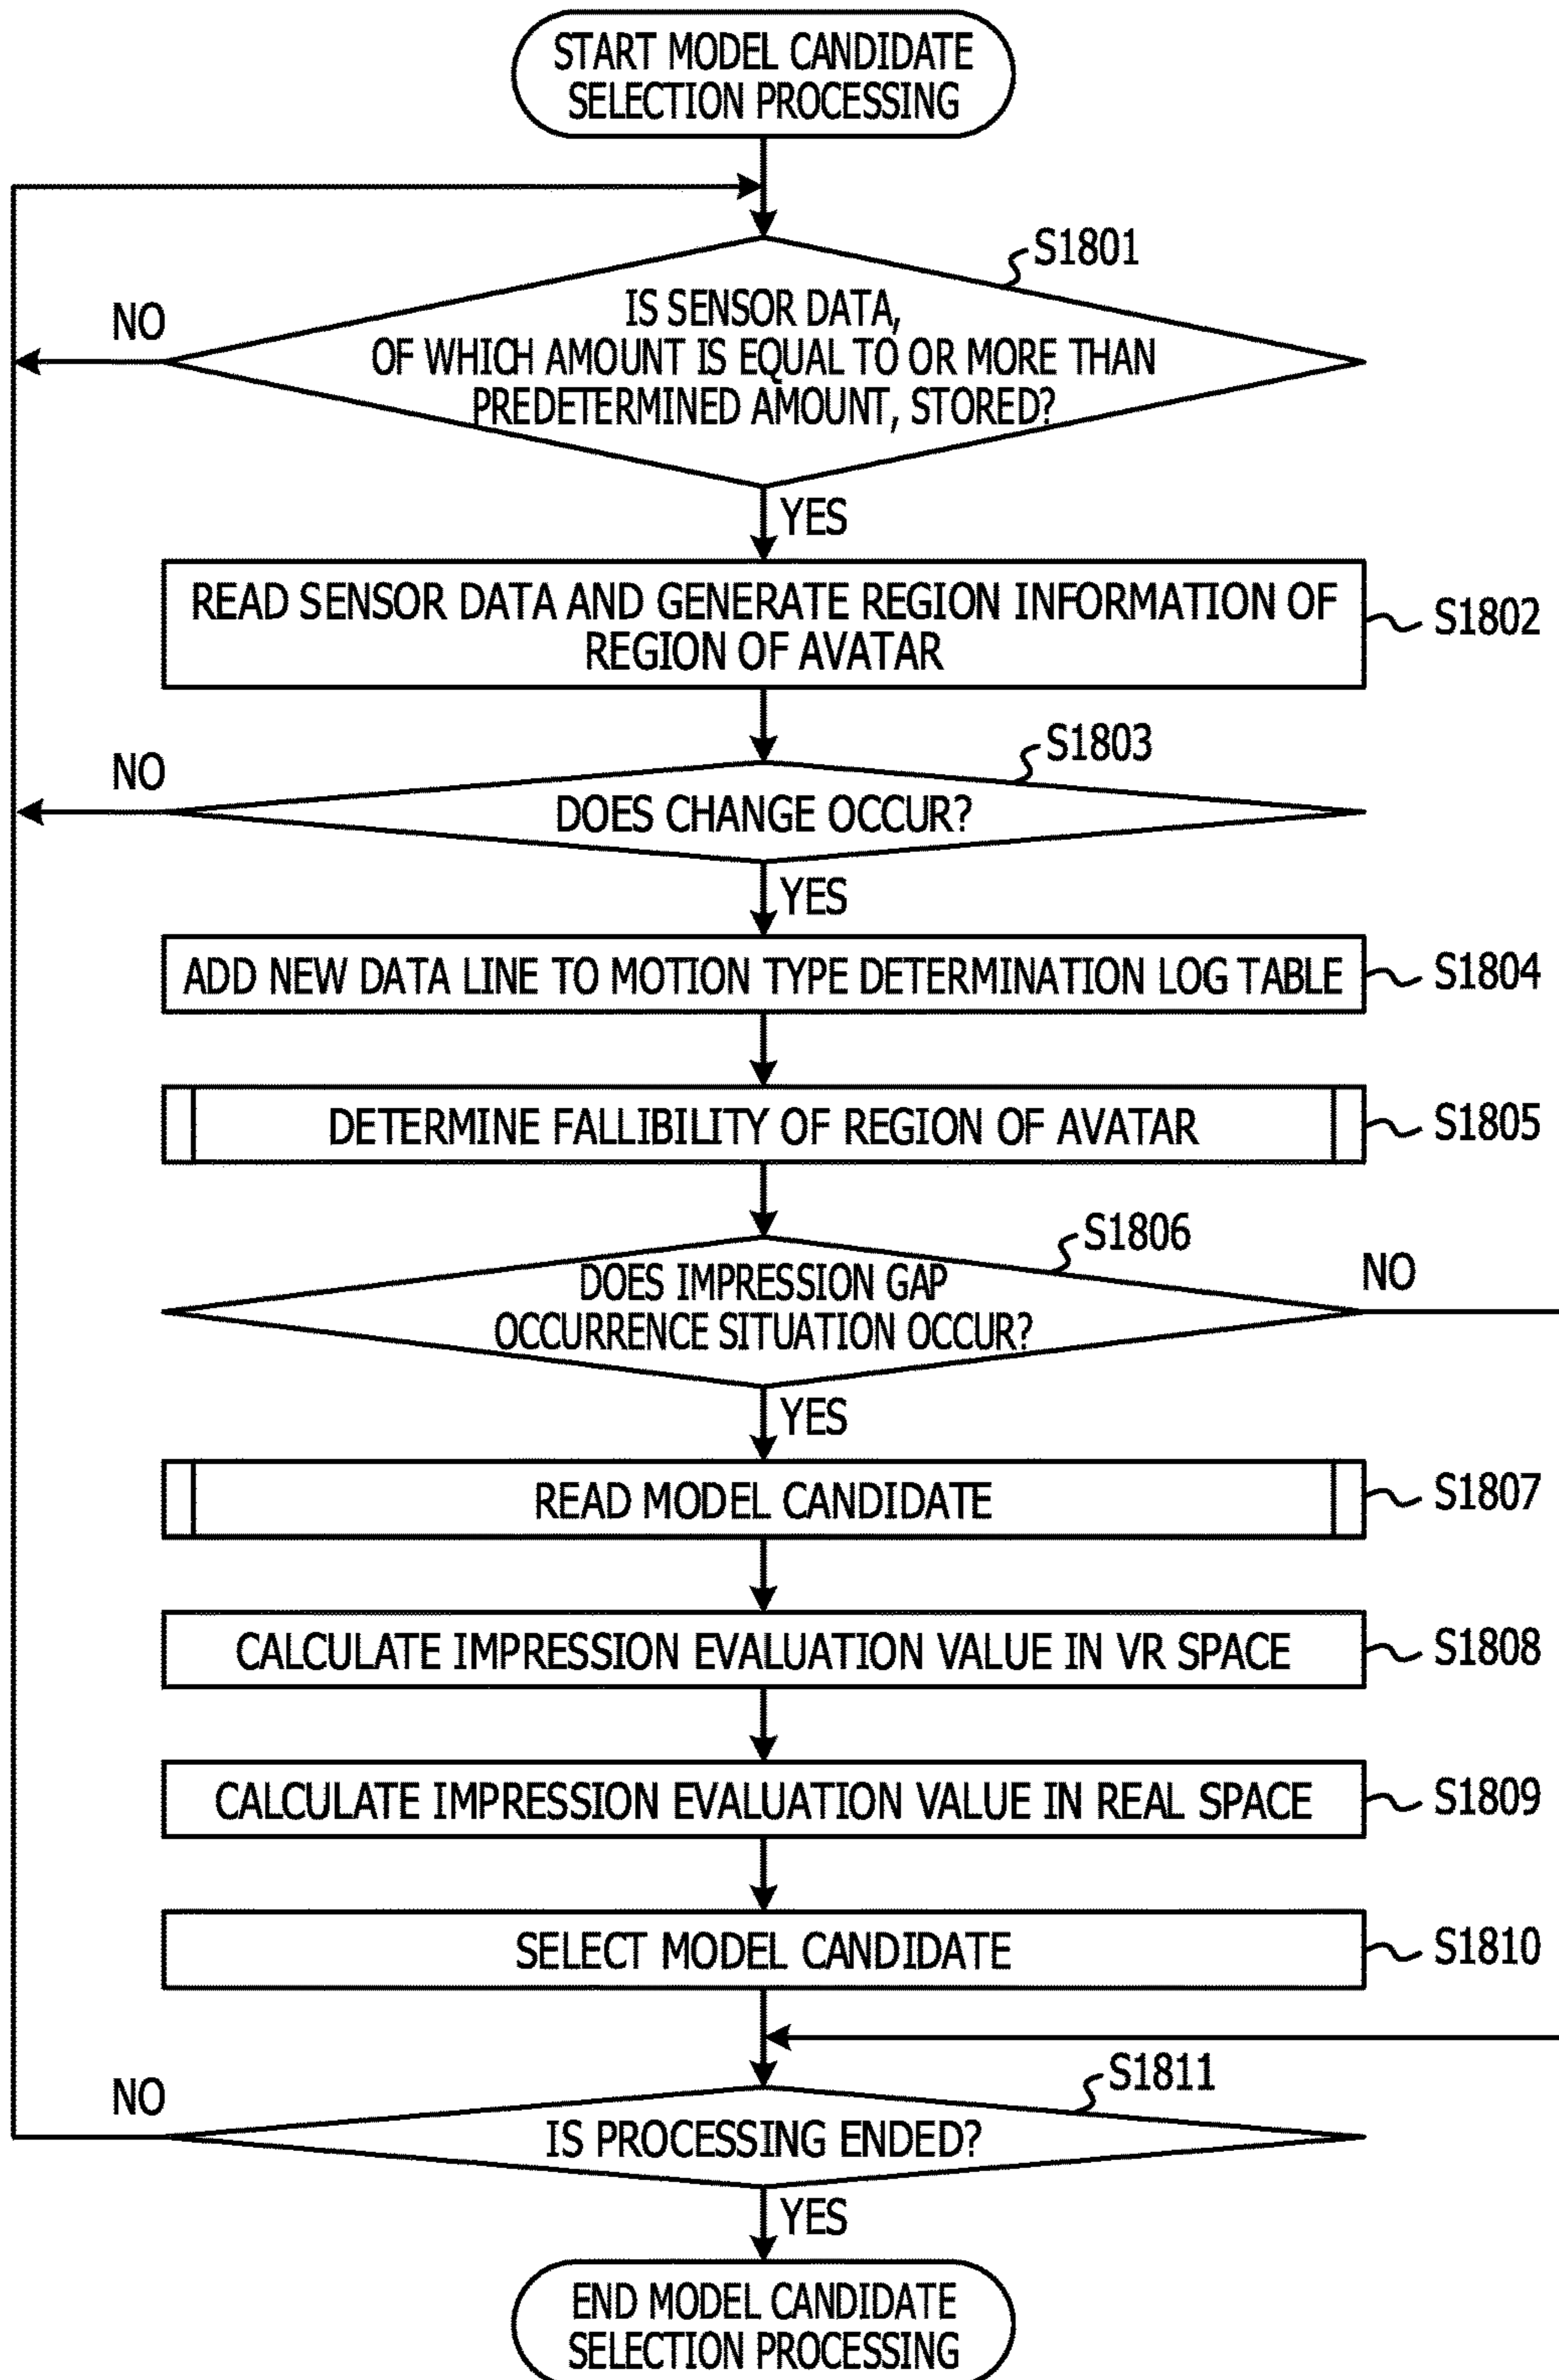 START MODEL CANDIDATE
SELECTION PROCESSING
S1801
NO
IS SENSOR DATA,
OF WHICH AMOUNT IS EQUAL TO OR MORE THAN
PREDETERMINED AMOUNT, STORED?
YES
READ SENSOR DATA AND GENERATE REGION INFORMATION OF
REGION OF AVATAR
S1802
S1803
NO
DOES CHANGE OCCUR?
YES
ADD NEW DATA LINE TO MOTION TYPE DETERMINATION LOG TABLE
S1804
DETERMINE FALLIBILITY OF REGION OF AVATAR
S1805
S1806
NO
DOES IMPRESSION GAP
OCCURRENCE SITUATION OCCUR?
YES
READ MODEL CANDIDATE
S1807
CALCULATE IMPRESSION EVALUATION VALUE IN VR SPACE
S1808
CALCULATE IMPRESSION EVALUATION VALUE IN REAL SPACE
S1809
SELECT MODEL CANDIDATE
S1810
S1811
NO
IS PROCESSING ENDED?
YES
END MODEL CANDIDATE
SELECTION PROCESSING